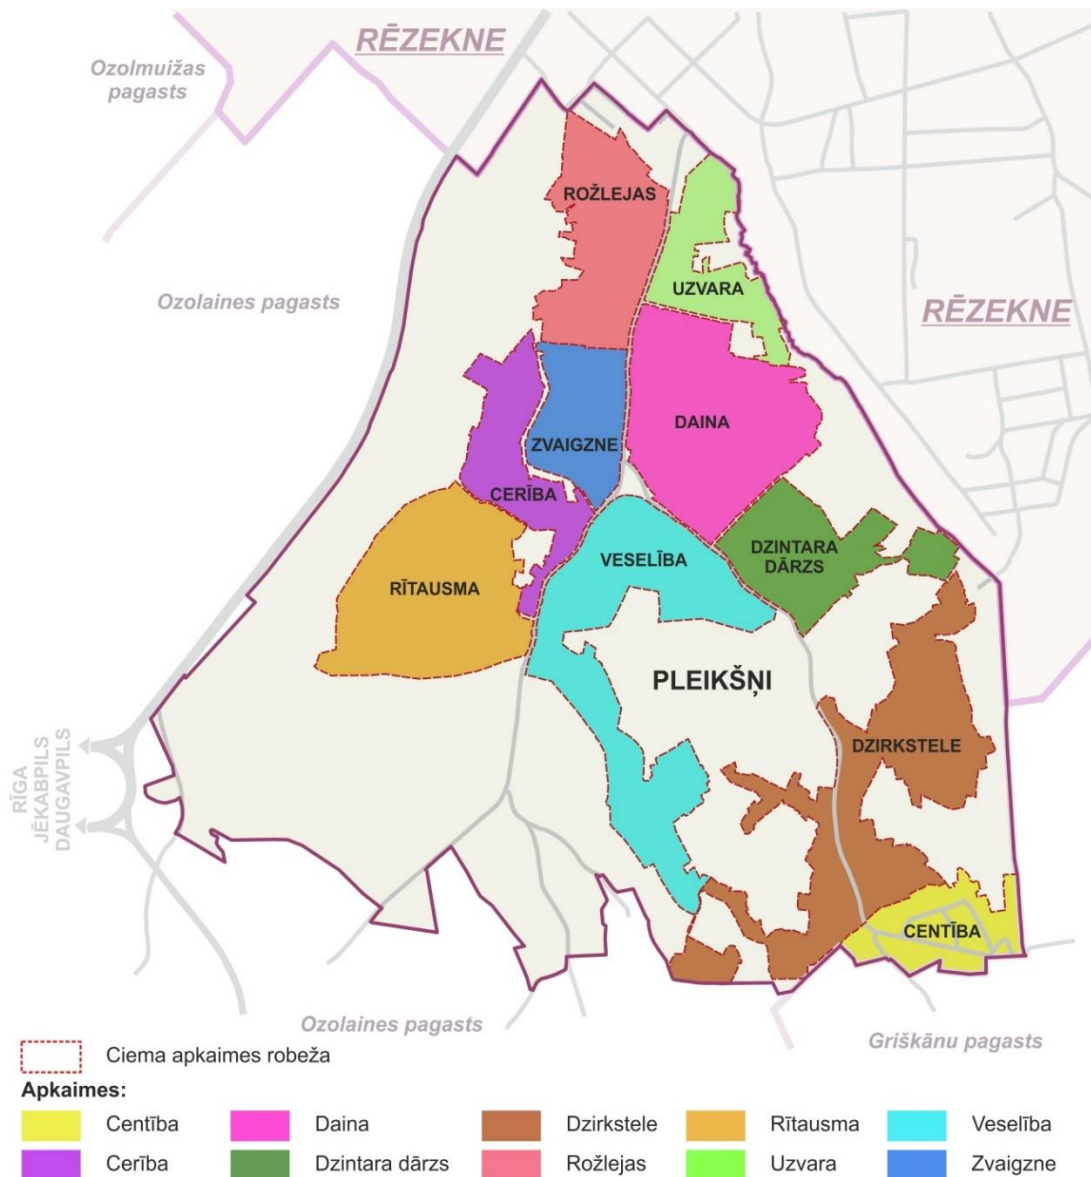 RĒZEKNE
Ozolmuižas
pagasts
ROŽLEJAS
Ozolaines pagasts
UZVARA
RĒZEKNE
DAINA
ZVAIGZNE
CERĪBA
VESELĪBA
DZINTARA
DĀRZS
RĪTAUSMA
PLEIKŠŅI
DZIRKSTELE
RĪGA
JĒKABPILS
DAUGAVPILS
CENTĪBA
Ozolaines pagasts
Griškānu pagasts
Ciema apkaimes robeža
Apkaimes:
Centība
Daina
Dzirkstele
Rītausma
Veselība
Cerība
Dzintara dārzs
Rožlejas
Uzvara
Zvaigzne